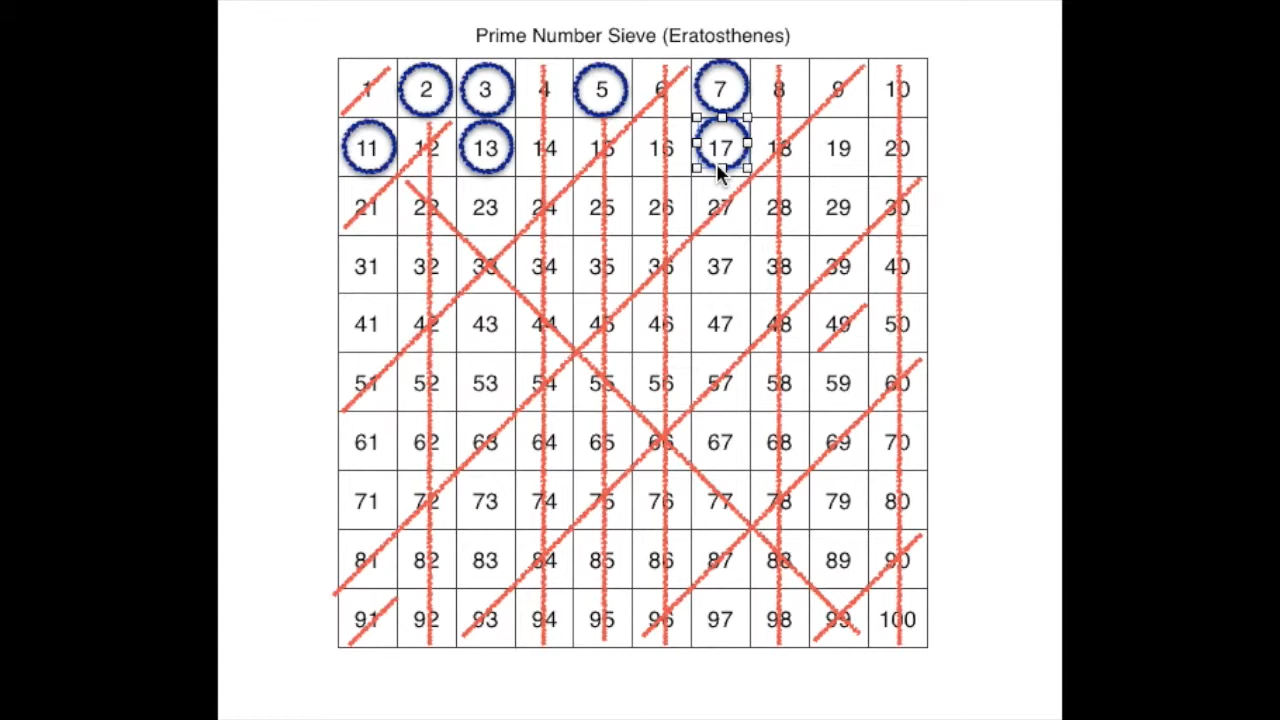 Prime Number Sieve (Eratosthenes)
1 2 3 4 5 6 7 8 9 10
11 12 13 14 15 16 17 18 19 20
21 22 23 24 25 26 27 28 29 30
31 32 33 34 35 36 37 38 39 40
41 42 43 44 45 46 47 48 49 50
51 52 53 54 55 56 57 58 59 60
61 62 63 64 65 66 67 68 69 70
71 72 73 74 75 76 77 78 79 80
81 82 83 84 85 86 87 88 89 90
91 92 93 94 95 96 97 98 99 100